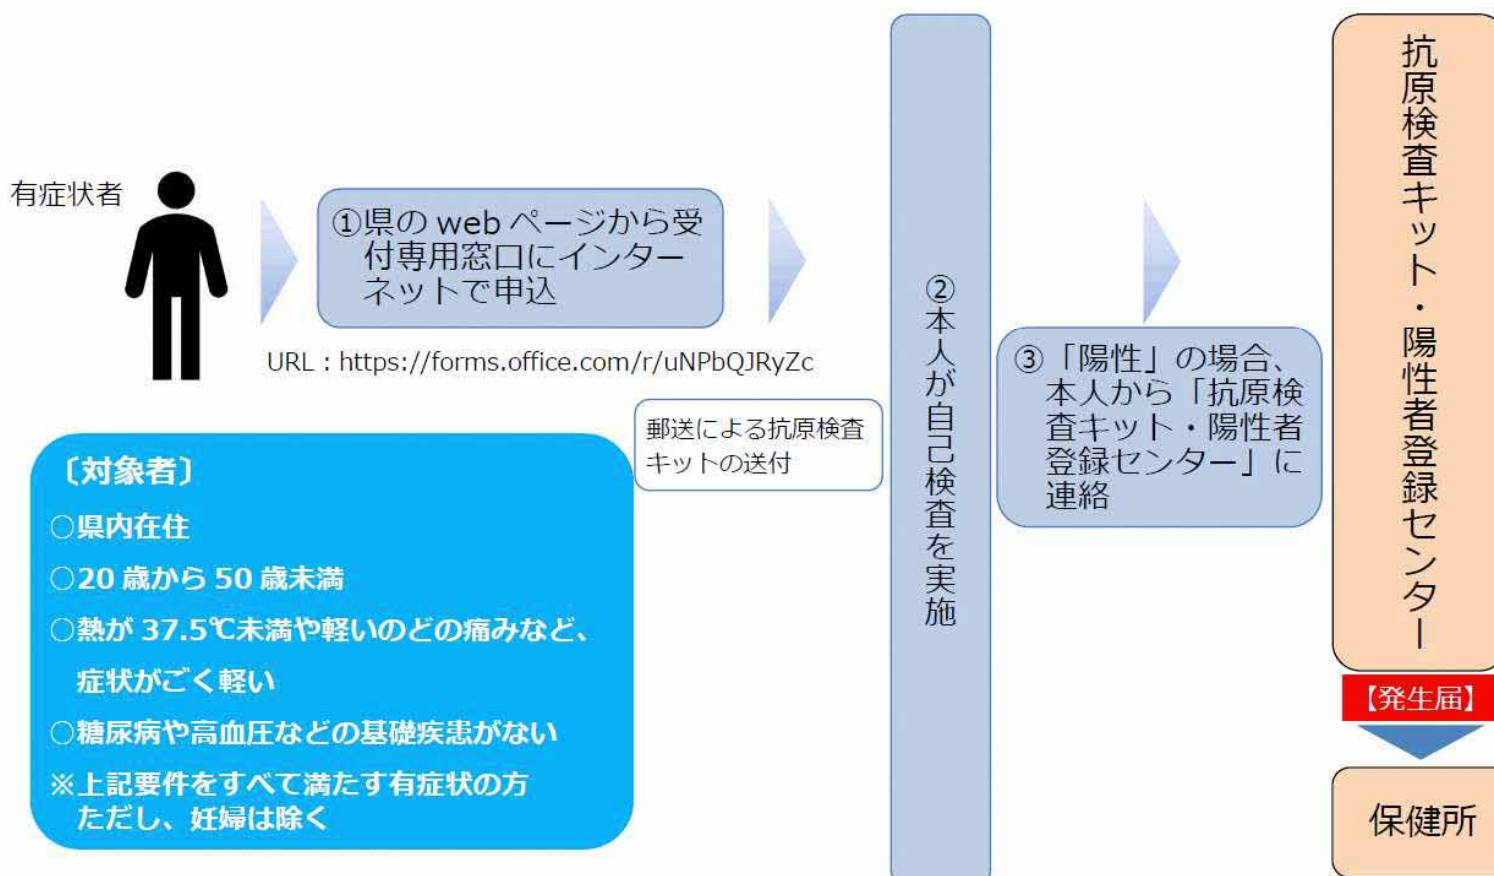 有症状者
①県の web ページから受
付専用窓口にインター
ネットで申込
URL：https://forms.office.com/r/uNPbQJRyZc
郵送による抗原検査
キットの送付
〔対象者〕
○県内在住
○20 歳から 50 歳未満
○熱が 37.5℃未満や軽いのどの痛みなど、
症状がごく軽い
○糖尿病や高血圧などの基礎疾患がない
※上記要件をすべて満たす有症状の方
ただし、妊婦は除く
②本人が自己検査を実施
③「陽性」の場合、
本人から「抗原検
査キット・陽性者
登録センター」に
連絡
抗原検査キット・陽性者登録センター
【発生届】
保健所